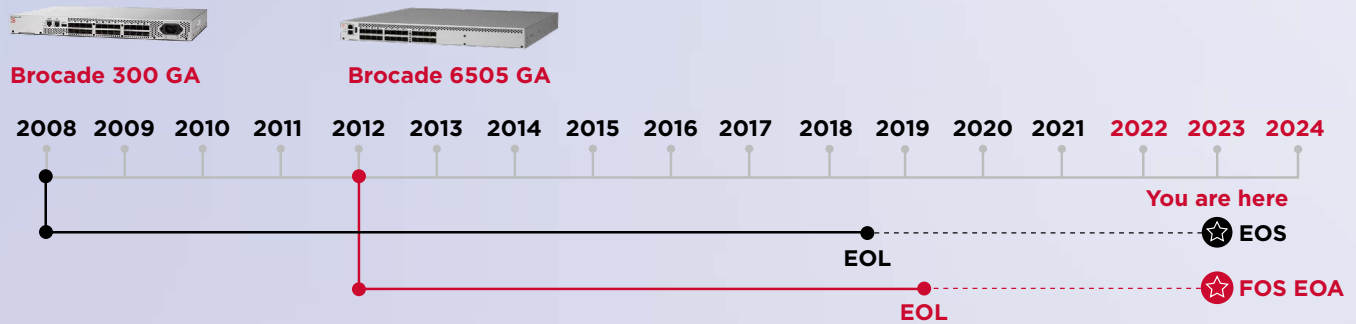 Brocade 300 GA
Brocade 6505 GA
2008 2009 2010 2011 2012 2013 2014 2015 2016 2017 2018 2019 2020 2021 2022 2023 2024
You are here
EOS
EOL
FOS EOA
EOL